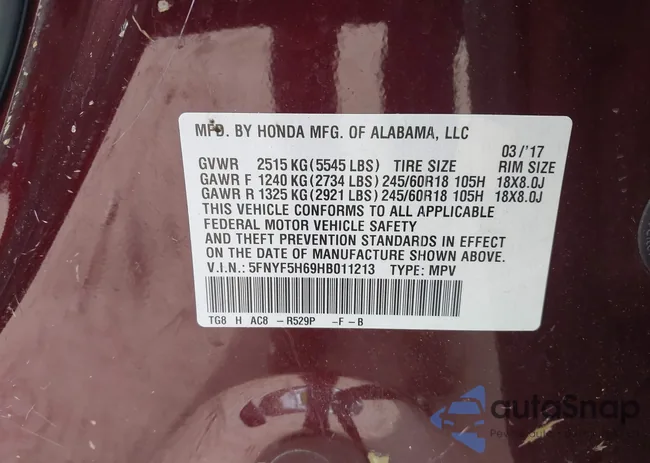 MFD. BY HONDA MFG. OF ALABAMA, LLC
03/'17
GVWR 2515 KG(5545 LBS) TIRE SIZE RIM SIZE
GAWR F 1240 KG(2734 LBS) 245/60R18 105H 18X8.0J
GAWR R 1325 KG(2921 LBS) 245/60R18 105H 18X8.0J
THIS VEHICLE CONFORMS TO ALL APPLICABLE
FEDERAL MOTOR VEHICLE SAFETY
AND THEFT PREVENTION STANDARDS IN EFFECT
ON THE DATE OF MANUFACTURE SHOWN ABOVE.
V.I.N.: 5FNYF5H69HB011213 TYPE: MPV
TG8 H AC8 -R529P -F-B
autoSnap